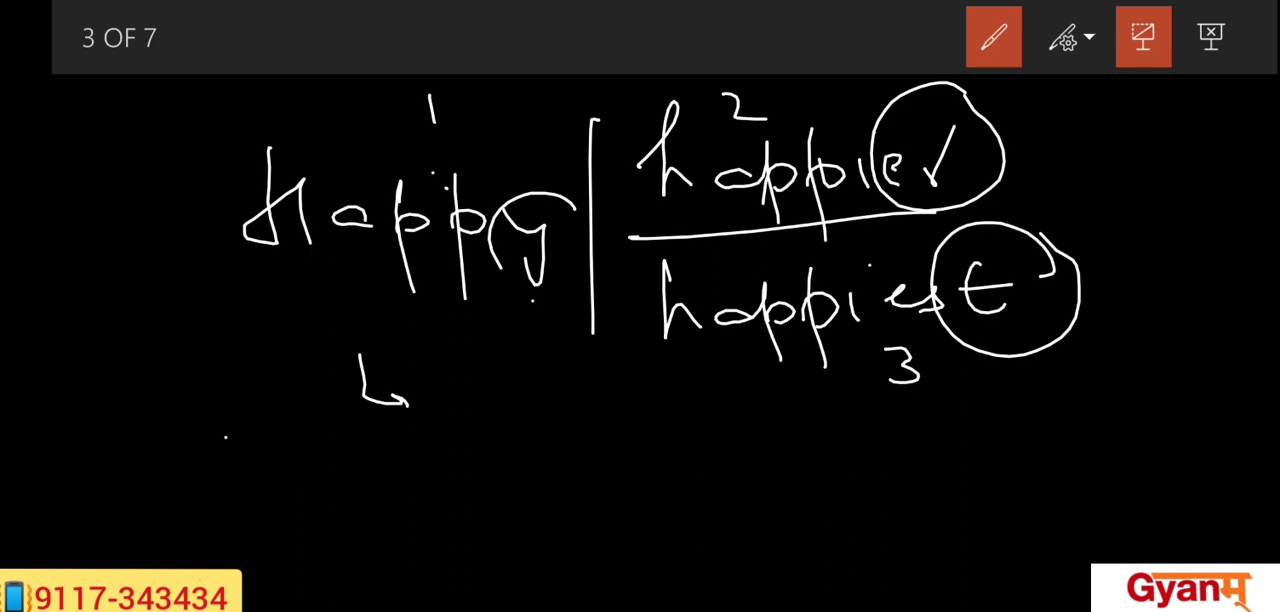 3 OF 7
1
2
Happy
happier
happiest
3
9117-343434
Gyanम